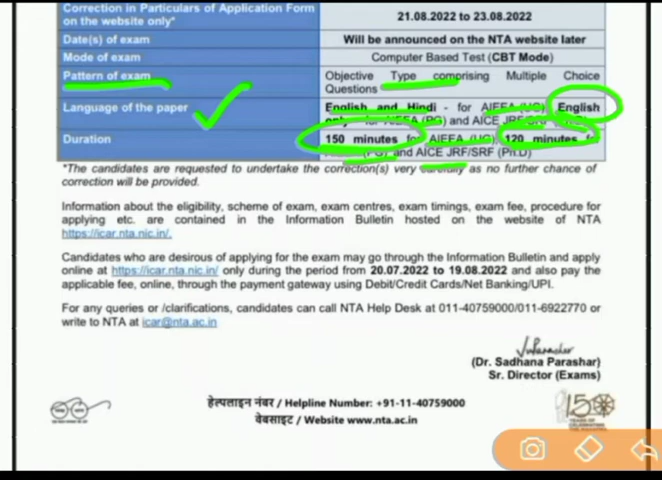 Correction in Particulars of Application Form
on the website only*
21.08.2022 to 23.08.2022
Date(s) of exam
Will be announced on the NTA website later
Mode of exam
Computer Based Test (CBT Mode)
Pattern of exam
Objective Type comprising Multiple Choice
Questions
Language of the paper
English and Hindi - for AIEEA (UG), English
only - for AIEEA (PG) and AICE JRF/SRF
Duration
150 minutes for AIEEA (UG), 120 minutes
(PG) and AICE JRF/SRF (Ph.D)
*The candidates are requested to undertake the correction(s) very carefully as no further chance of
correction will be provided.
Information about the eligibility, scheme of exam, exam centres, exam timings, exam fee, procedure for
applying etc. are contained in the Information Bulletin hosted on the website of NTA
https://icar.nta.nic.in/.
Candidates who are desirous of applying for the exam may go through the Information Bulletin and apply
online at https://icar.nta.nic.in/ only during the period from 20.07.2022 to 19.08.2022 and also pay the
applicable fee, online, through the payment gateway using Debit/Credit Cards/Net Banking/UPI.
For any queries or /clarifications, candidates can call NTA Help Desk at 011-40759000/011-6922770 or
write to NTA at icar@nta.ac.in
(Dr. Sadhana Parashar)
Sr. Director (Exams)
हेल्पलाइन नंबर / Helpline Number: +91-11-40759000
वेबसाइट / Website www.nta.ac.in
150
YEARS OF
CELEBRATING
THE MAHATMA